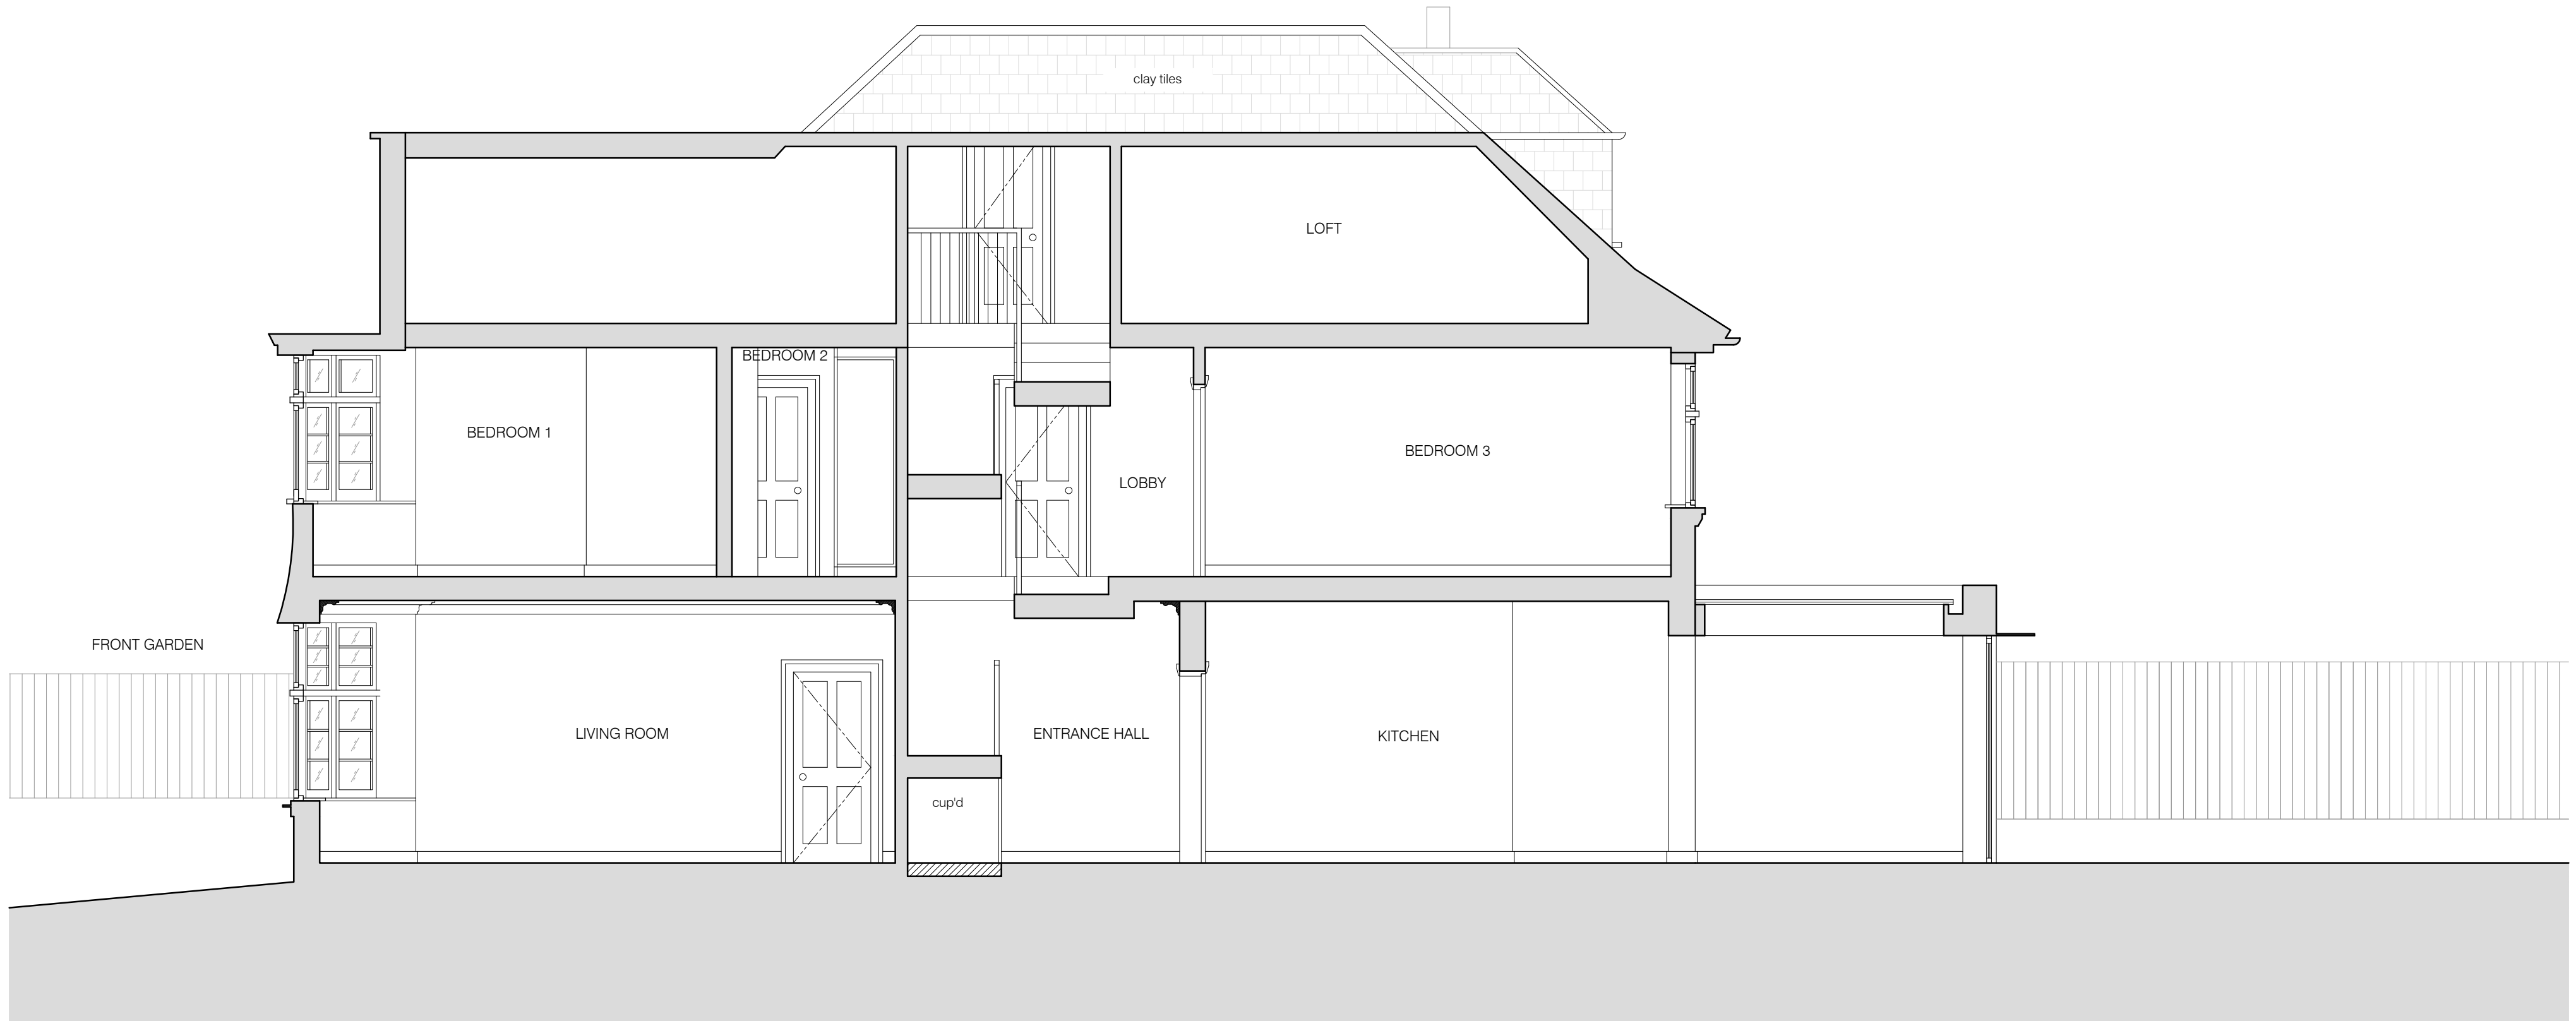 clay tiles
LOFT
BEDROOM 2
BEDROOM 1
BEDROOM 3
LOBBY
FRONT GARDEN
LIVING ROOM
ENTRANCE HALL
KITCHEN
cup'd